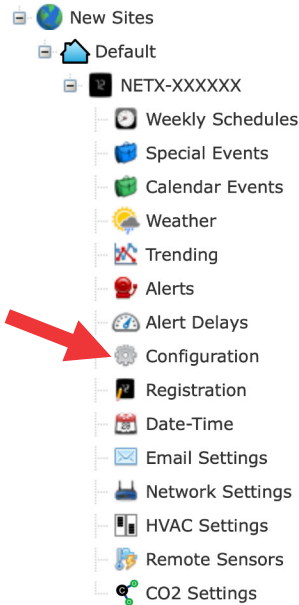 New Sites
Default
NETX-XXXXXX
Weekly Schedules
Special Events
Calendar Events
Weather
Trending
Alerts
Alert Delays
Configuration
Registration
Date-Time
Email Settings
Network Settings
HVAC Settings
Remote Sensors
CO2 Settings